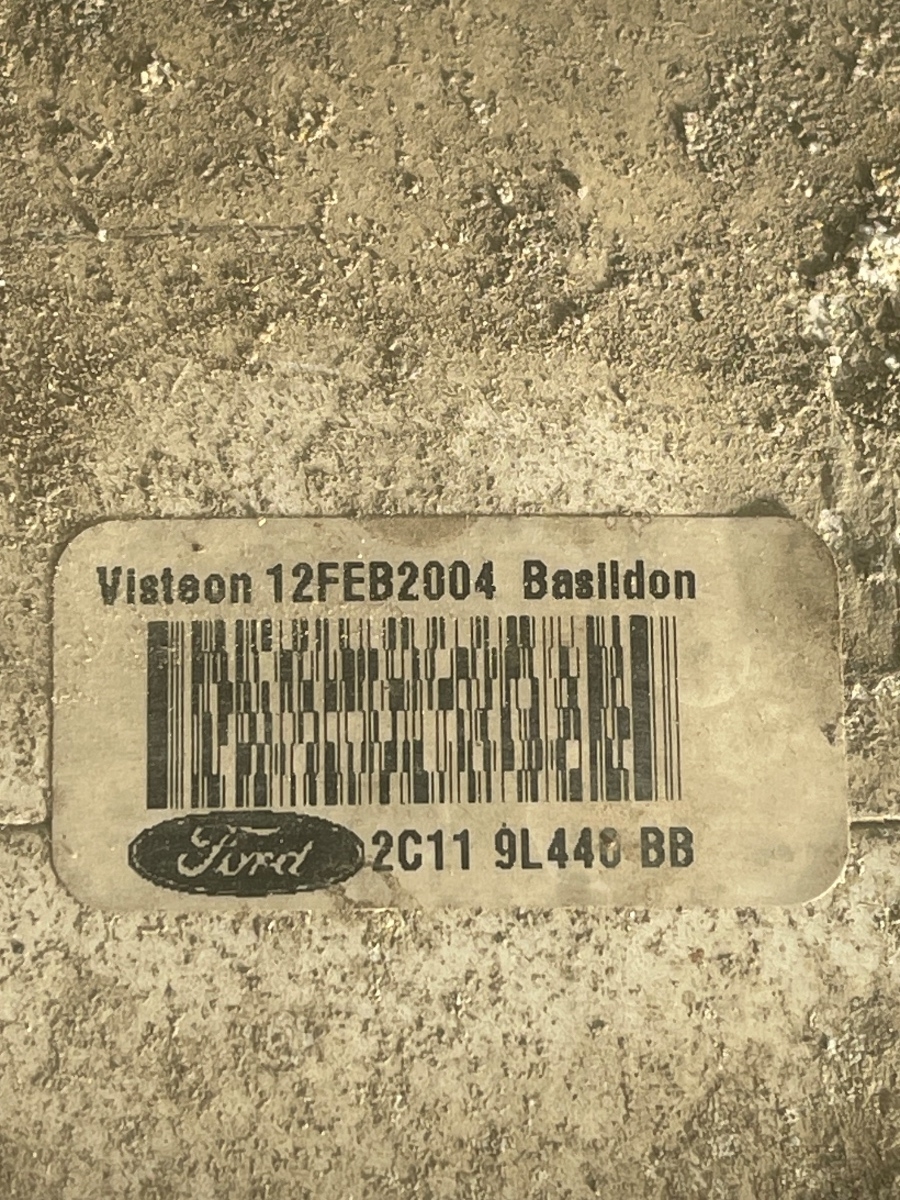 Visteon 12FEB2004 Basildon
Ford 2C11 9L440 BB